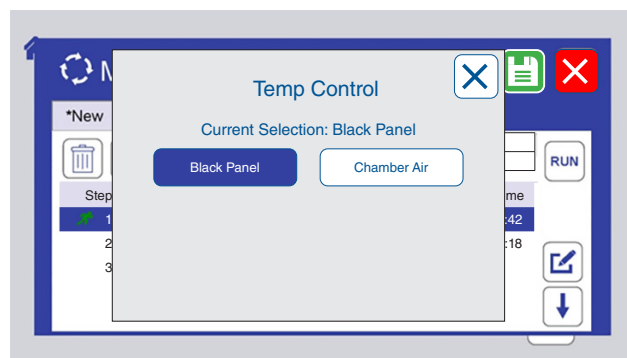 M
Temp Control
*New
Current Selection: Black Panel
Black Panel
Chamber Air
RUN
Step
me
1
:42
2
:18
3